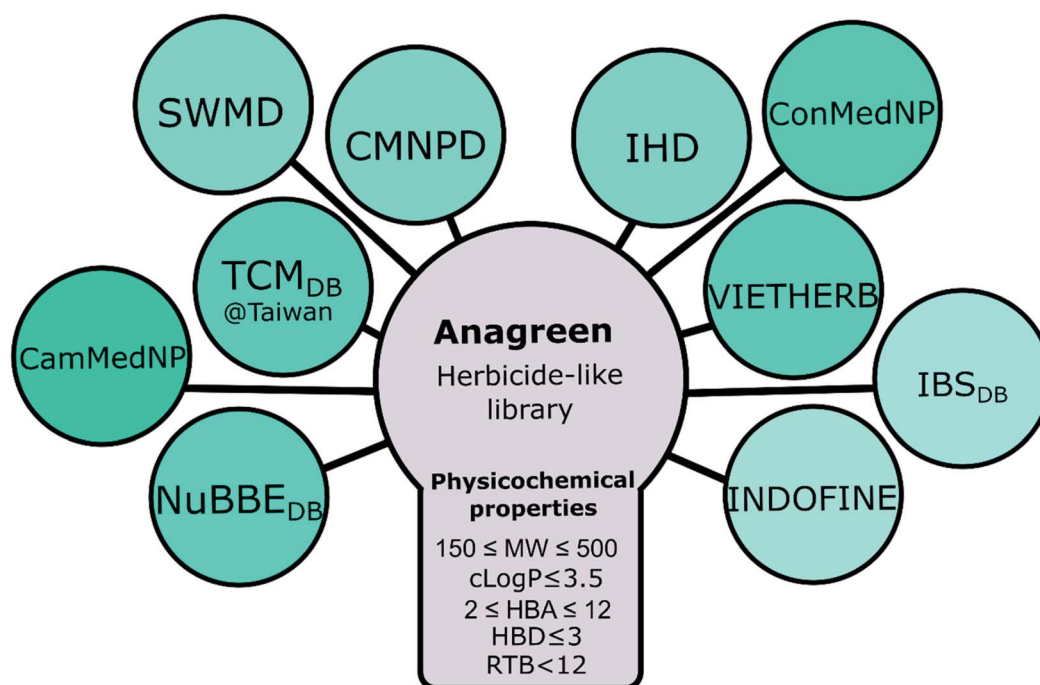 SWMD
CMNPD
IHD
ConMedNP
TCMDB
@Taiwan
VIETHERB
CamMedNP
Anagreen
Herbicide-like
library
IBSDB
NuBBEDB
INDOFINE
Physicochemical
properties
150 ≤ MW ≤ 500
cLogP≤3.5
2 ≤ HBA ≤ 12
HBD≤3
RTB<12